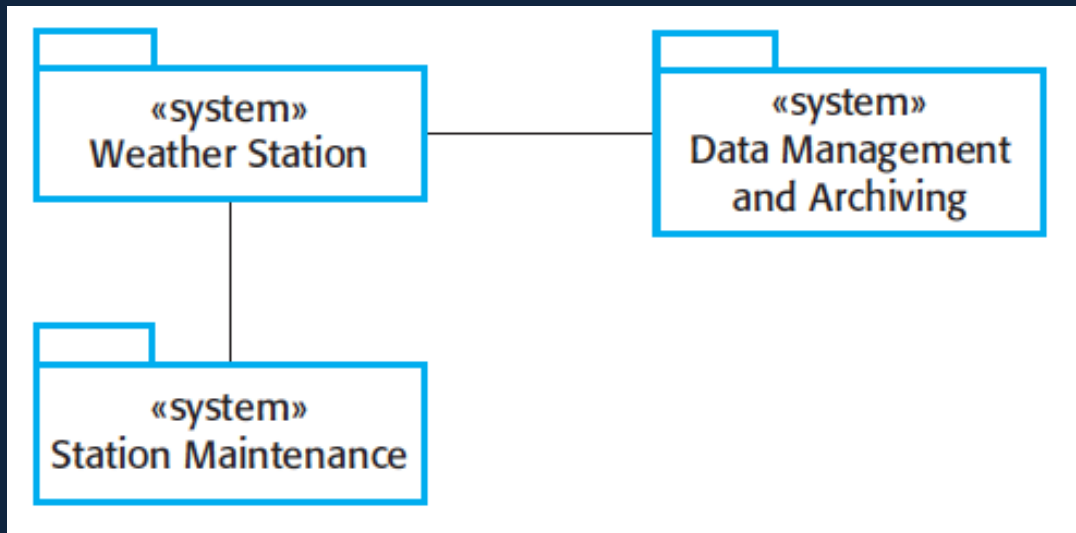 «system»
Weather Station
«system»
Data Management
and Archiving
«system»
Station Maintenance